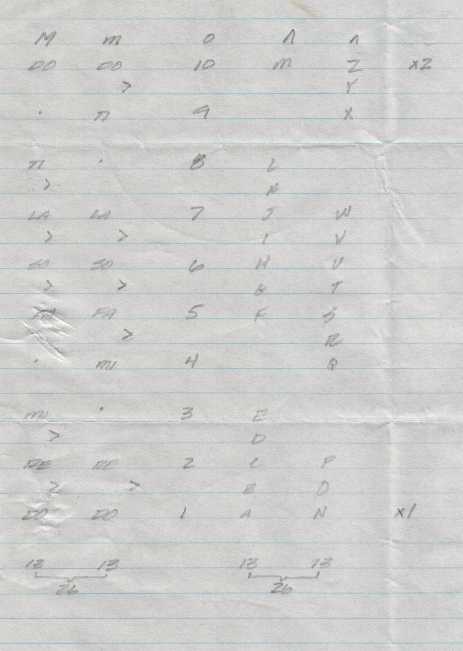 M m O Λ Λ
DO DO 10 M Z x2
> Y
· TI 9 X
TI · 8 L
> K
LA LA 7 J W
> > I V
SO SO 6 H U
> > G T
FA FA 5 F S
> R
· MI 4 Q
MI · 3 E
> D
RE RE 2 C P
> > B O
DO DO 1 A N x1
13 13 13 13
26 26